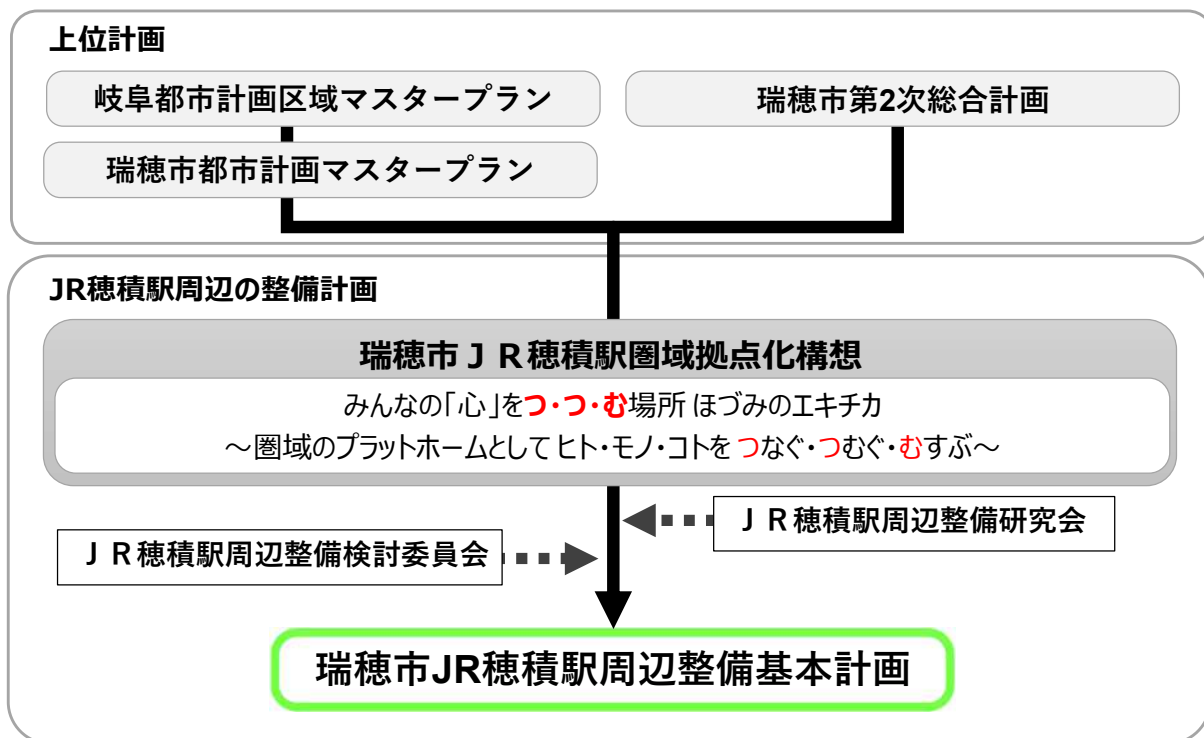 上位計画
岐阜都市計画区域マスタープラン
瑞穂市第2次総合計画
瑞穂市都市計画マスタープラン
JR穂積駅周辺の整備計画
瑞穂市ＪＲ穂積駅圏域拠点化構想
みんなの「心」をつ・つ・む場所 ほづみのエキチカ
～圏域のプラットホームとして ヒト・モノ・コトを つなぐ・つむぐ・むすぶ～
ＪＲ穂積駅周辺整備研究会
ＪＲ穂積駅周辺整備検討委員会
瑞穂市JR穂積駅周辺整備基本計画